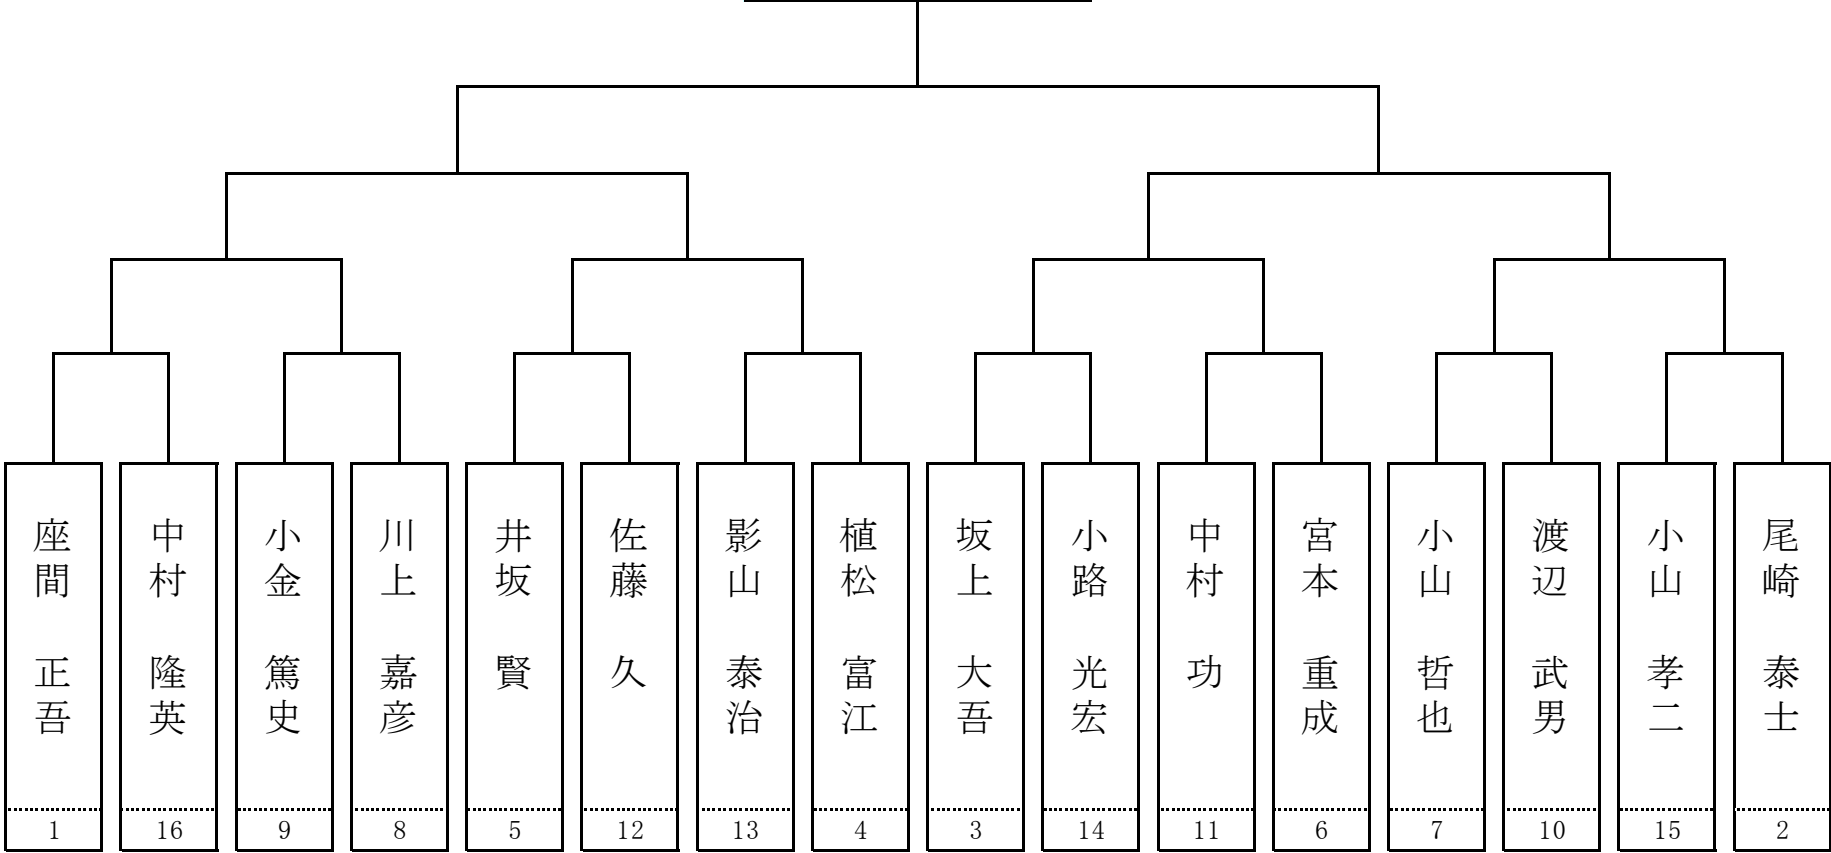 座間 正吾
1
中村 隆英
16
小金 篤史
9
川上 嘉彦
8
井坂 賢
5
佐藤 久
12
影山 泰治
13
植松 富江
4
坂上 大吾
3
小路 光宏
14
中村 功
11
宮本 重成
6
小山 哲也
7
渡辺 武男
10
小山 孝二
15
尾崎 泰士
2